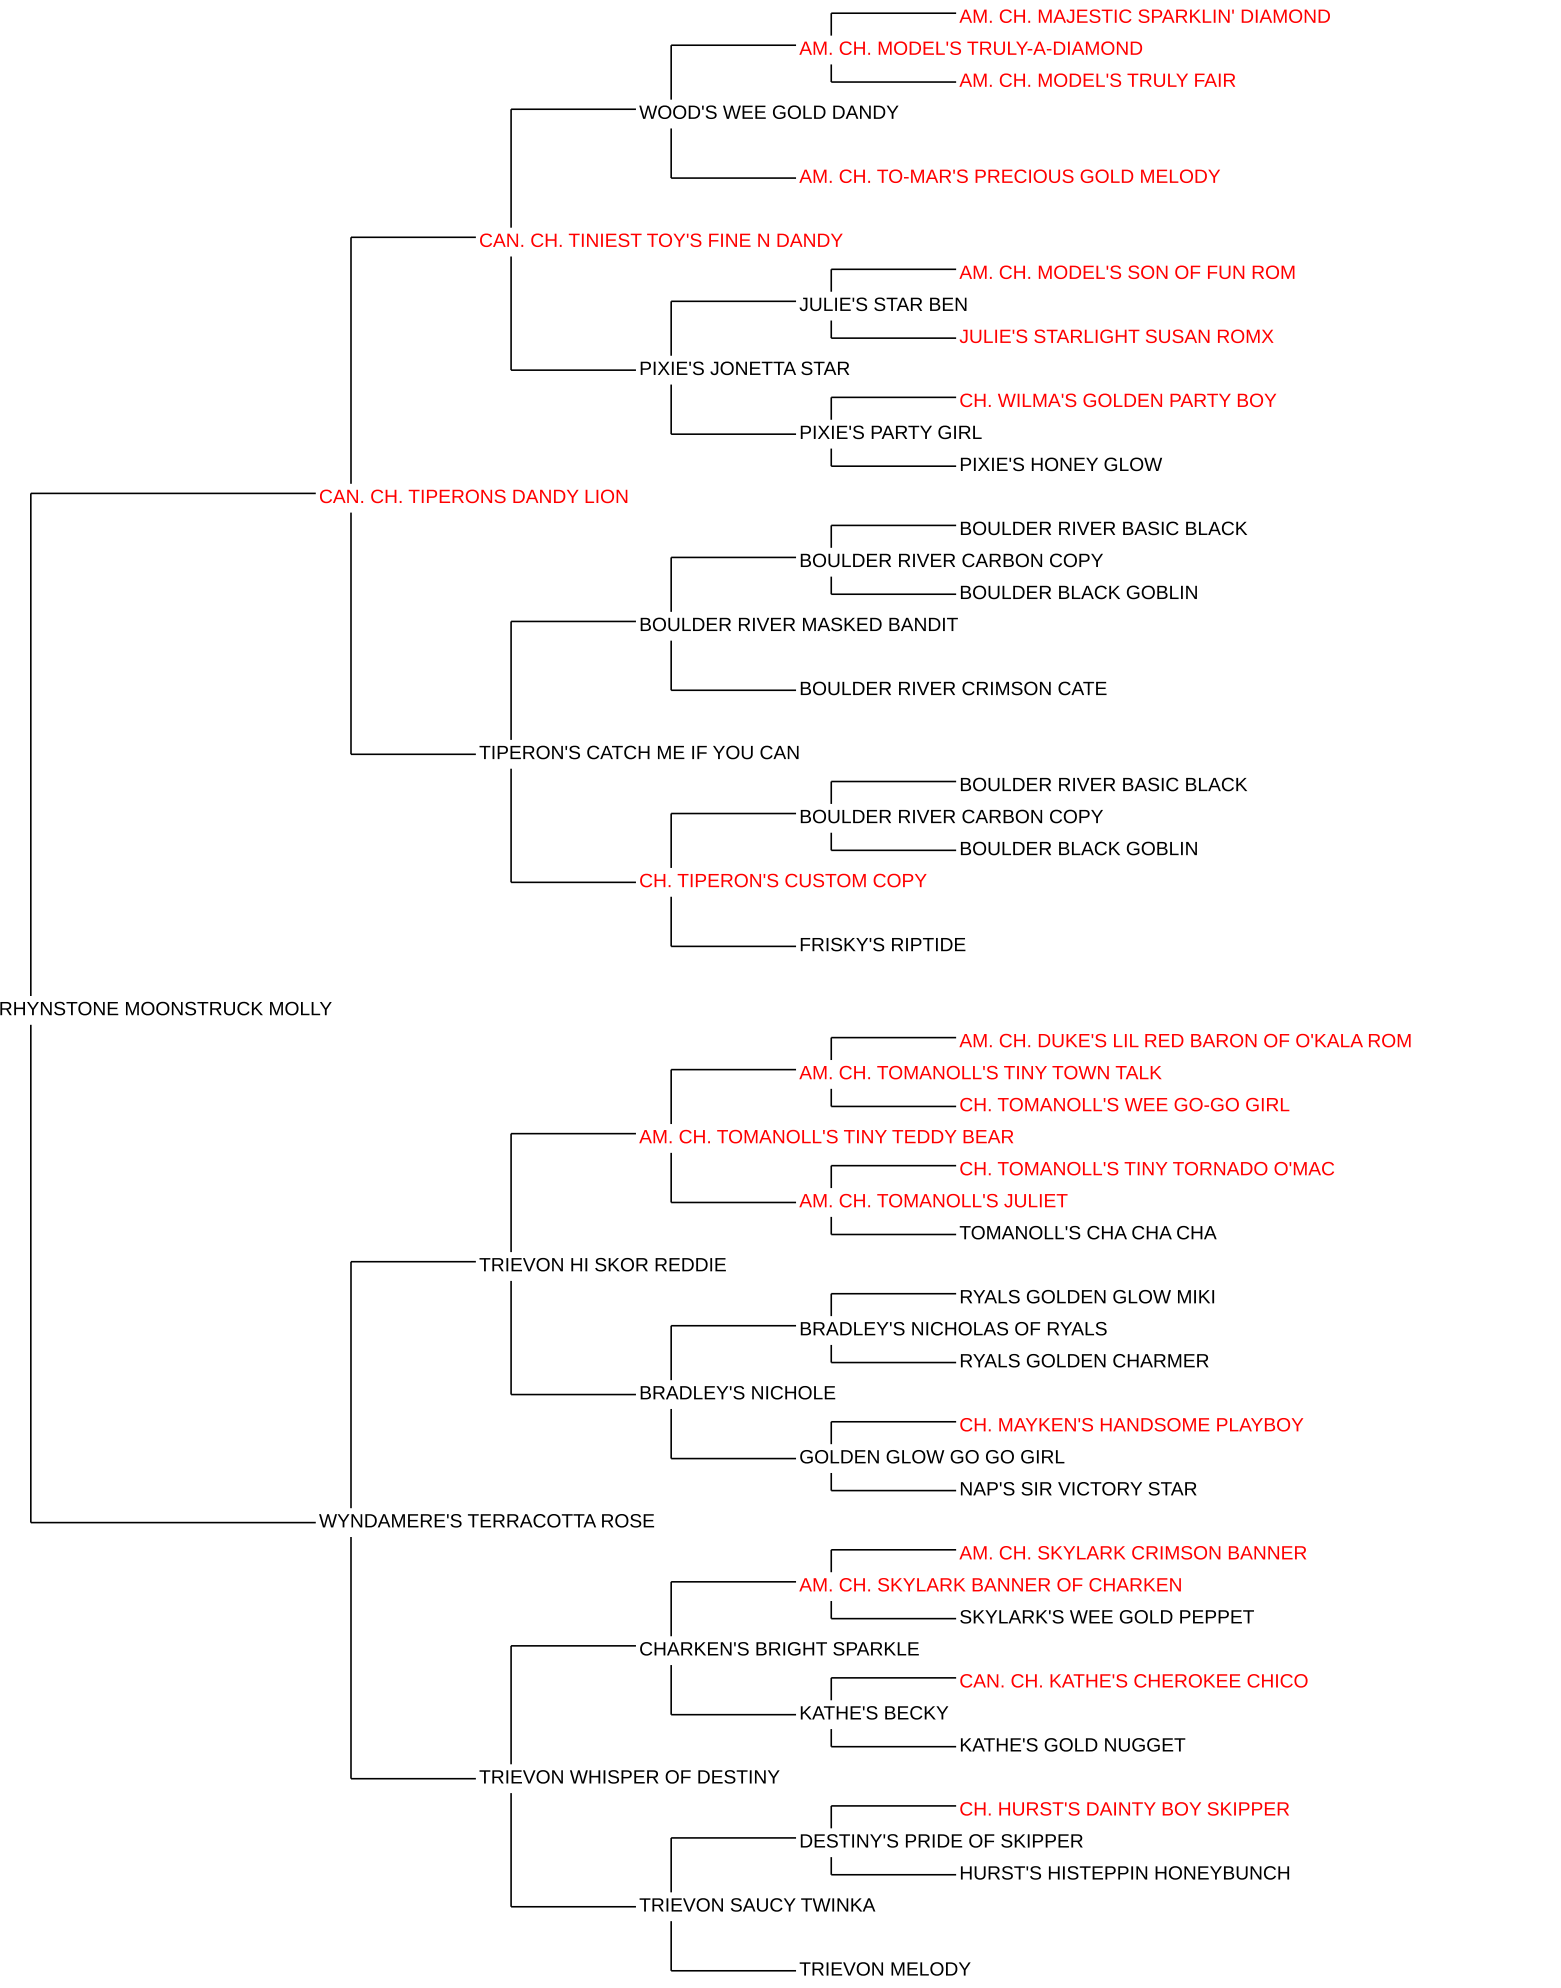 AM. CH. MAJESTIC SPARKLIN' DIAMOND
AM. CH. MODEL'S TRULY-A-DIAMOND
AM. CH. MODEL'S TRULY FAIR
WOOD'S WEE GOLD DANDY
AM. CH. TO-MAR'S PRECIOUS GOLD MELODY
CAN. CH. TINIEST TOY'S FINE N DANDY
AM. CH. MODEL'S SON OF FUN ROM
JULIE'S STAR BEN
JULIE'S STARLIGHT SUSAN ROMX
PIXIE'S JONETTA STAR
CH. WILMA'S GOLDEN PARTY BOY
PIXIE'S PARTY GIRL
PIXIE'S HONEY GLOW
CAN. CH. TIPERONS DANDY LION
BOULDER RIVER BASIC BLACK
BOULDER RIVER CARBON COPY
BOULDER BLACK GOBLIN
BOULDER RIVER MASKED BANDIT
BOULDER RIVER CRIMSON CATE
TIPERON'S CATCH ME IF YOU CAN
BOULDER RIVER BASIC BLACK
BOULDER RIVER CARBON COPY
BOULDER BLACK GOBLIN
CH. TIPERON'S CUSTOM COPY
FRISKY'S RIPTIDE
RHYNSTONE MOONSTRUCK MOLLY
AM. CH. DUKE'S LIL RED BARON OF O'KALA ROM
AM. CH. TOMANOLL'S TINY TOWN TALK
CH. TOMANOLL'S WEE GO-GO GIRL
AM. CH. TOMANOLL'S TINY TEDDY BEAR
CH. TOMANOLL'S TINY TORNADO O'MAC
AM. CH. TOMANOLL'S JULIET
TOMANOLL'S CHA CHA CHA
TRIEVON HI SKOR REDDIE
RYALS GOLDEN GLOW MIKI
BRADLEY'S NICHOLAS OF RYALS
RYALS GOLDEN CHARMER
BRADLEY'S NICHOLE
CH. MAYKEN'S HANDSOME PLAYBOY
GOLDEN GLOW GO GO GIRL
NAP'S SIR VICTORY STAR
WYNDAMERE'S TERRACOTTA ROSE
AM. CH. SKYLARK CRIMSON BANNER
AM. CH. SKYLARK BANNER OF CHARKEN
SKYLARK'S WEE GOLD PEPPET
CHARKEN'S BRIGHT SPARKLE
CAN. CH. KATHE'S CHEROKEE CHICO
KATHE'S BECKY
KATHE'S GOLD NUGGET
TRIEVON WHISPER OF DESTINY
CH. HURST'S DAINTY BOY SKIPPER
DESTINY'S PRIDE OF SKIPPER
HURST'S HISTEPPIN HONEYBUNCH
TRIEVON SAUCY TWINKA
TRIEVON MELODY